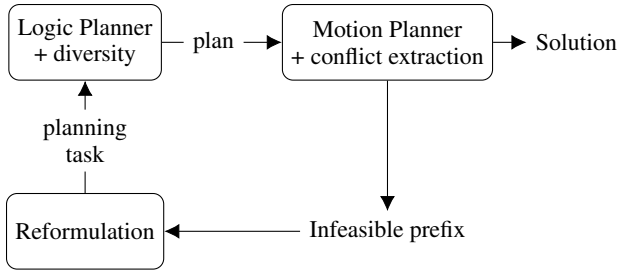 Logic Planner
+ diversity
plan
Motion Planner
+ conflict extraction
Solution
planning
task
Reformulation
Infeasible prefix